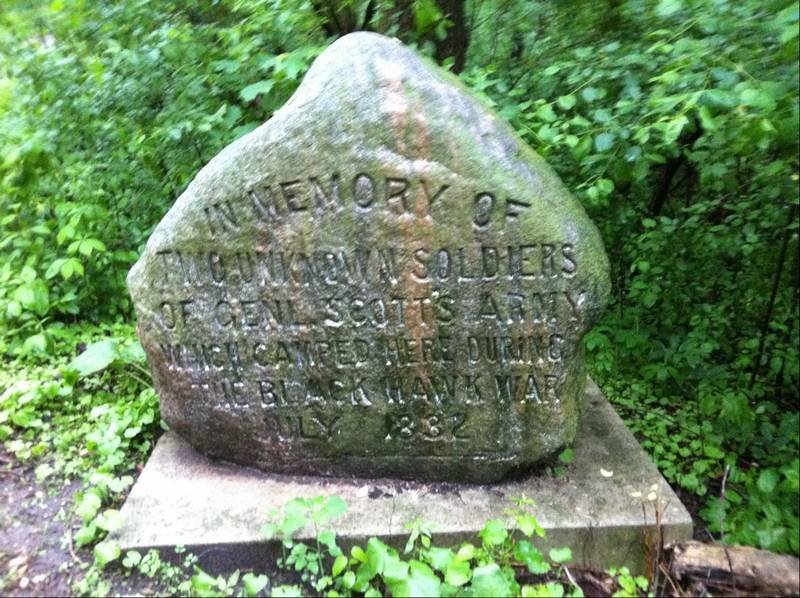 IN MEMORY OF
TWO UNKNOWN SOLDIERS
OF GENL. SCOTT'S ARMY
WHICH CAMPED HERE DURING
THE BLACK HAWK WAR
JULY 1832